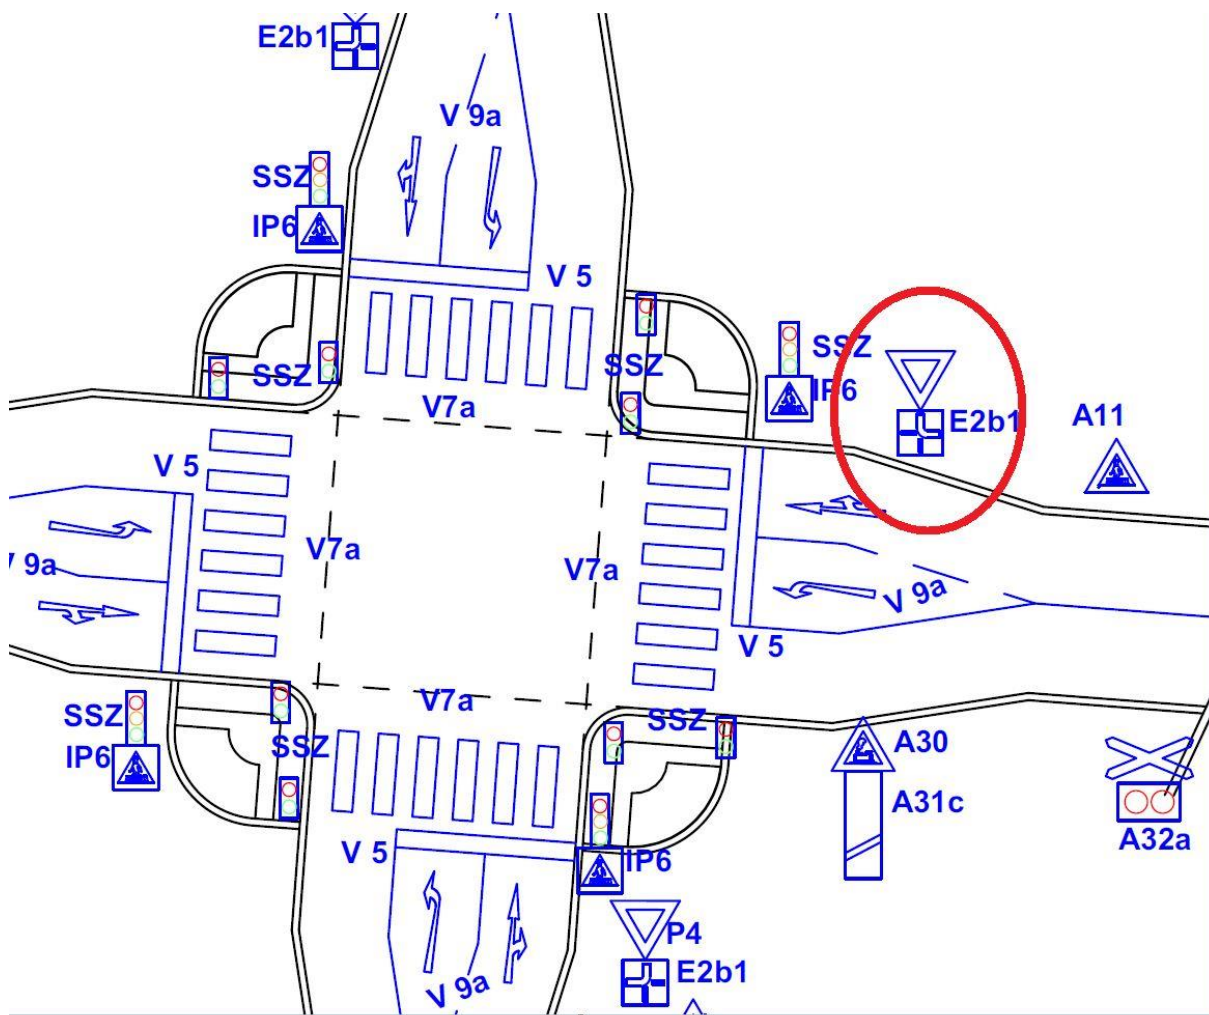 E2b1
V 9a
SSZ
IP6
V 5
SSZ
SSZ
SSZ
IP6
E2b1
A11
V7a
V 5
V7a
V7a
V 9a
V 9a
V 5
V7a
SSZ
SSZ
SSZ
IP6
A30
A31c
A32a
V 5
IP6
P4
E2b1
V 9a